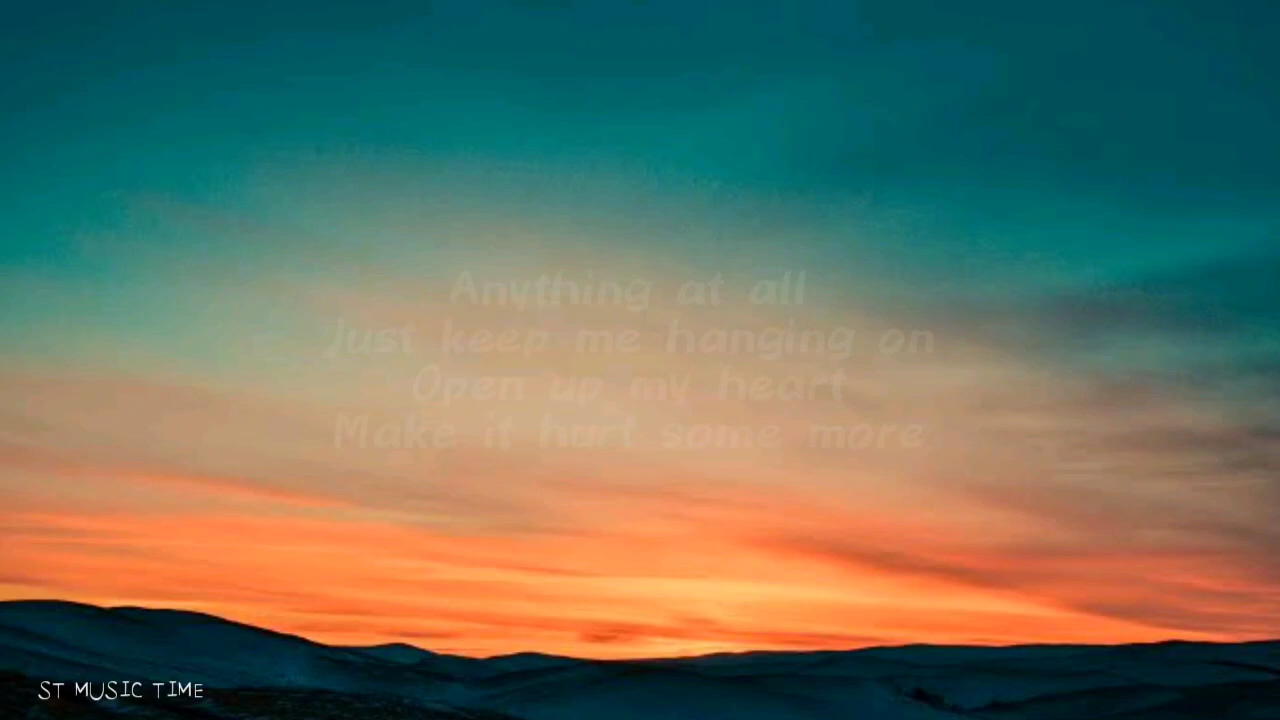 Anything at all
Just keep me hanging on
Open up my heart
Make it hurt some more
ST MUSIC TIME